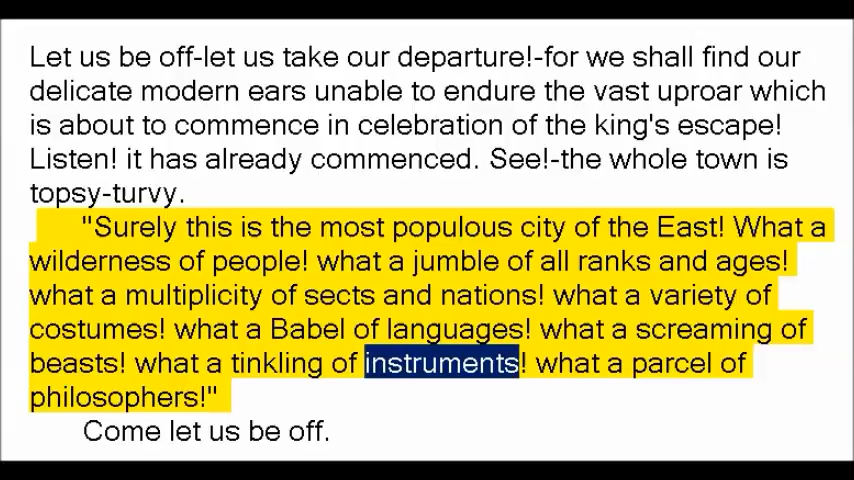 Let us be off-let us take our departure!-for we shall find our
delicate modern ears unable to endure the vast uproar which
is about to commence in celebration of the king's escape!
Listen! it has already commenced. See!-the whole town is
topsy-turvy.
"Surely this is the most populous city of the East! What a
wilderness of people! what a jumble of all ranks and ages!
what a multiplicity of sects and nations! what a variety of
costumes! what a Babel of languages! what a screaming of
beasts! what a tinkling of instruments! what a parcel of
philosophers!"
Come let us be off.